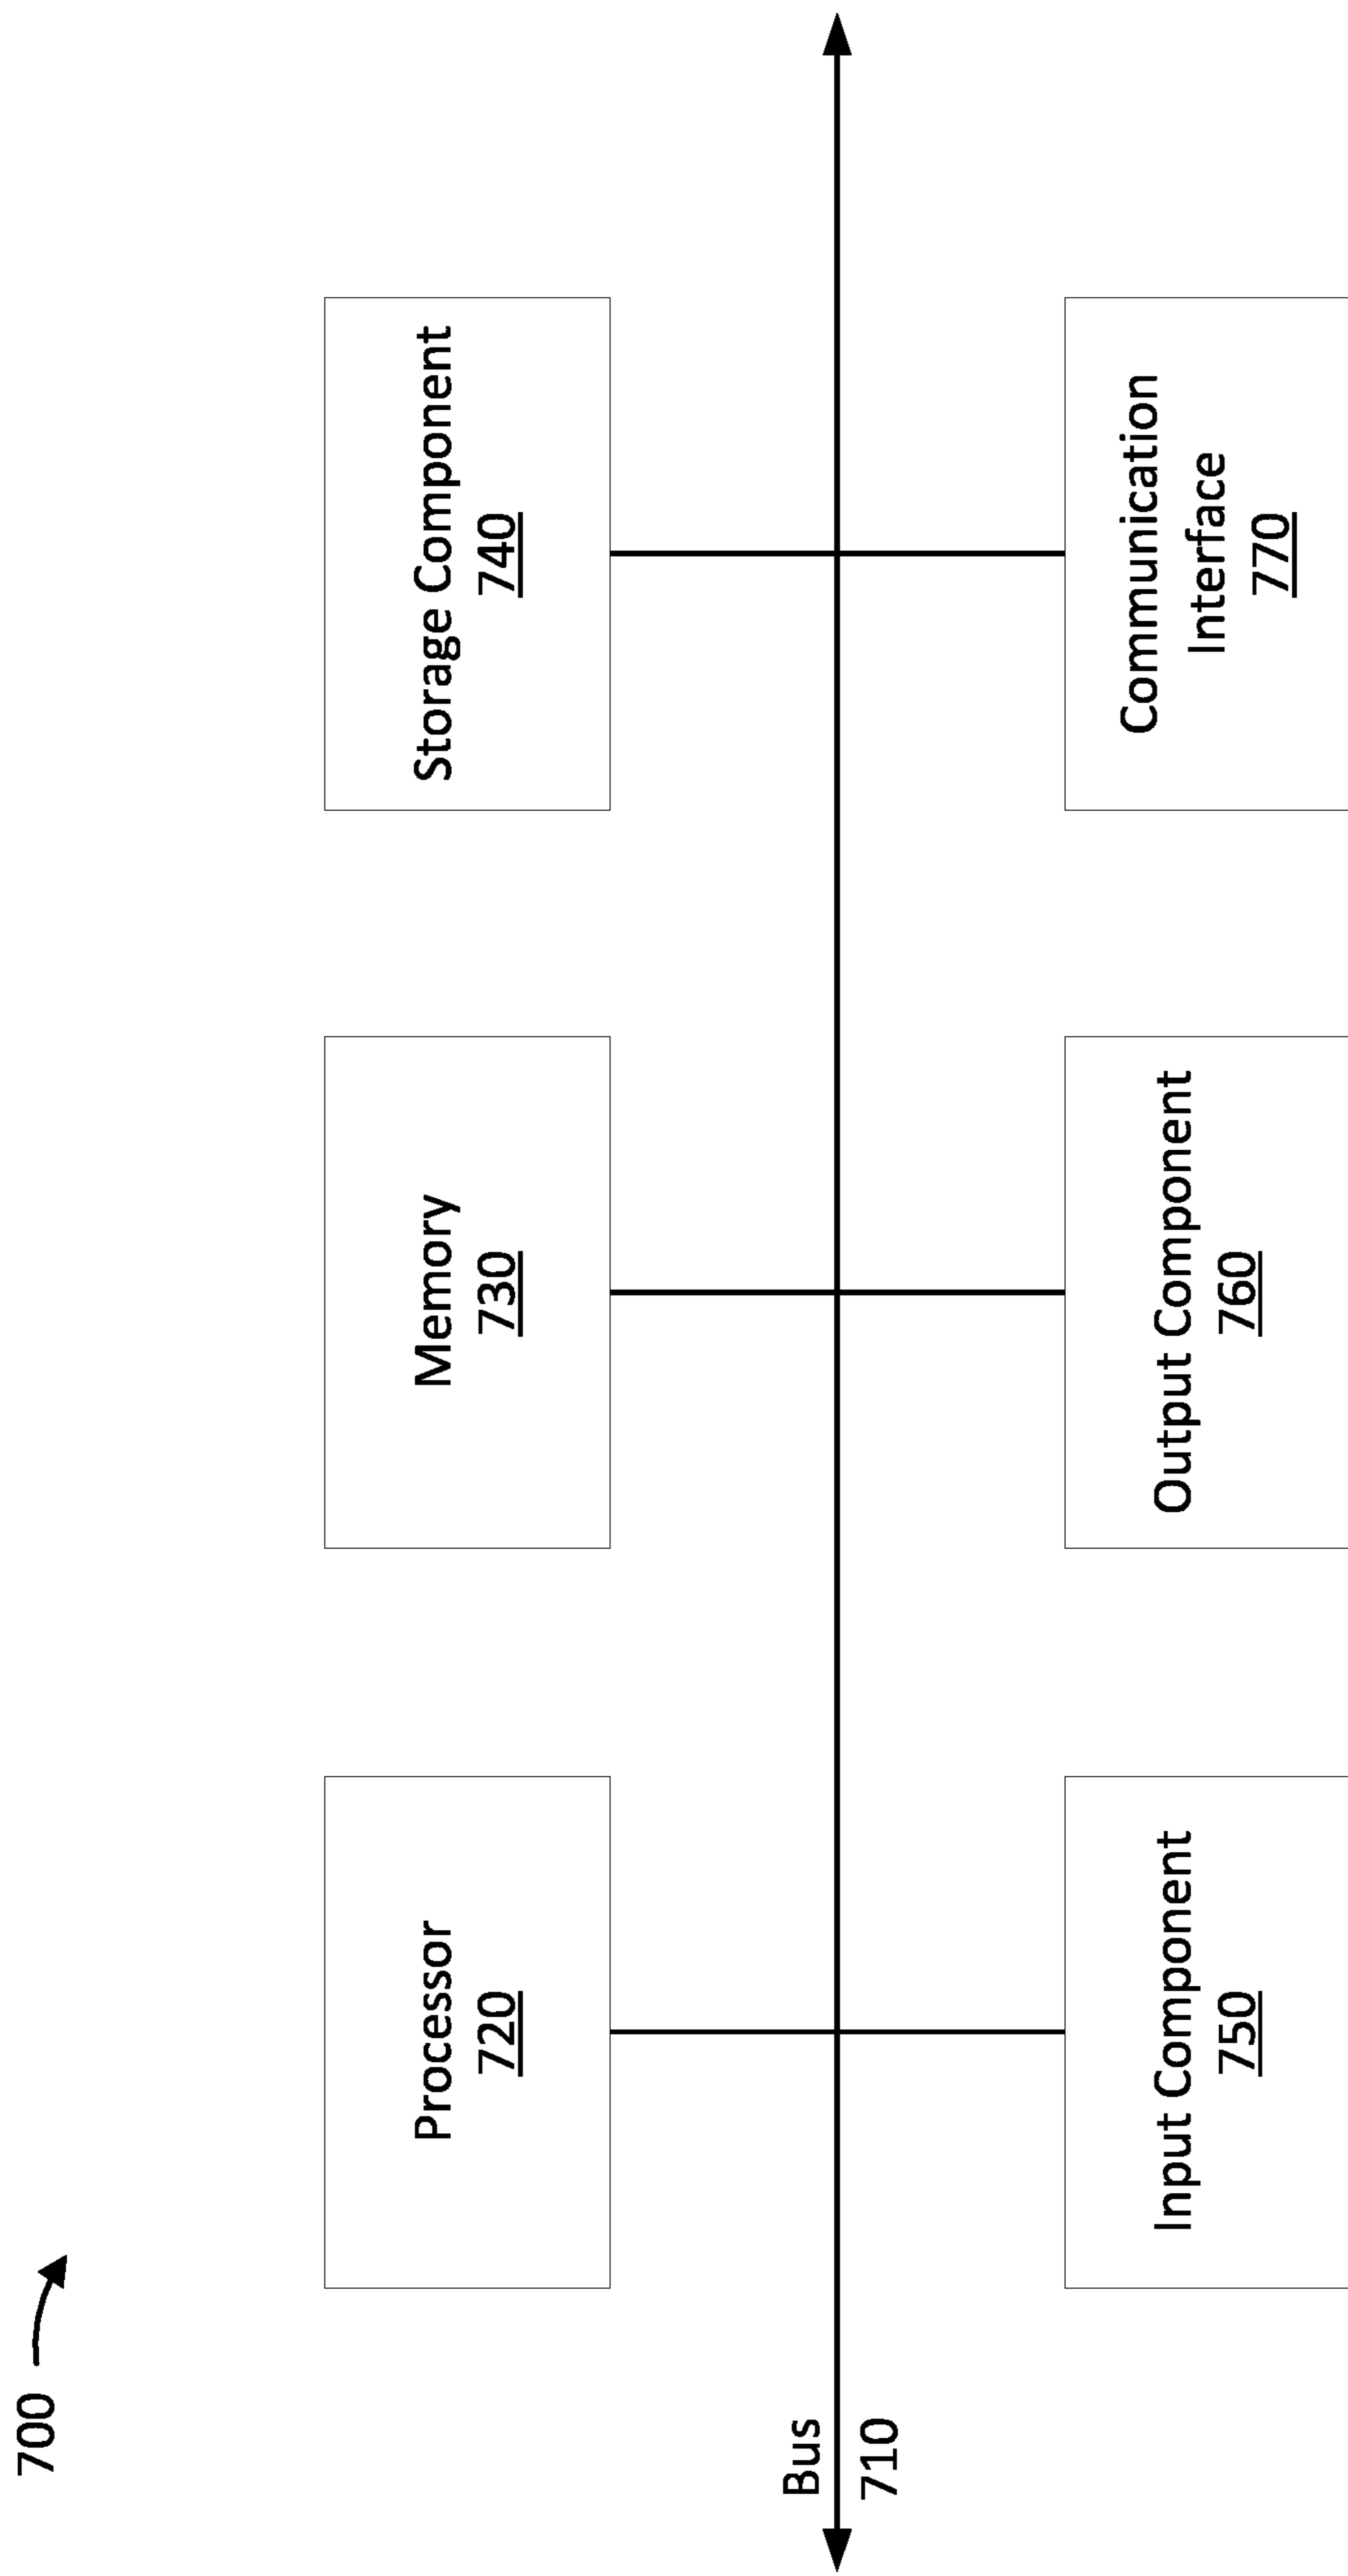 700
Processor
720
Memory
730
Storage Component
740
Bus
710
Input Component
750
Output Component
760
Communication
Interface
770